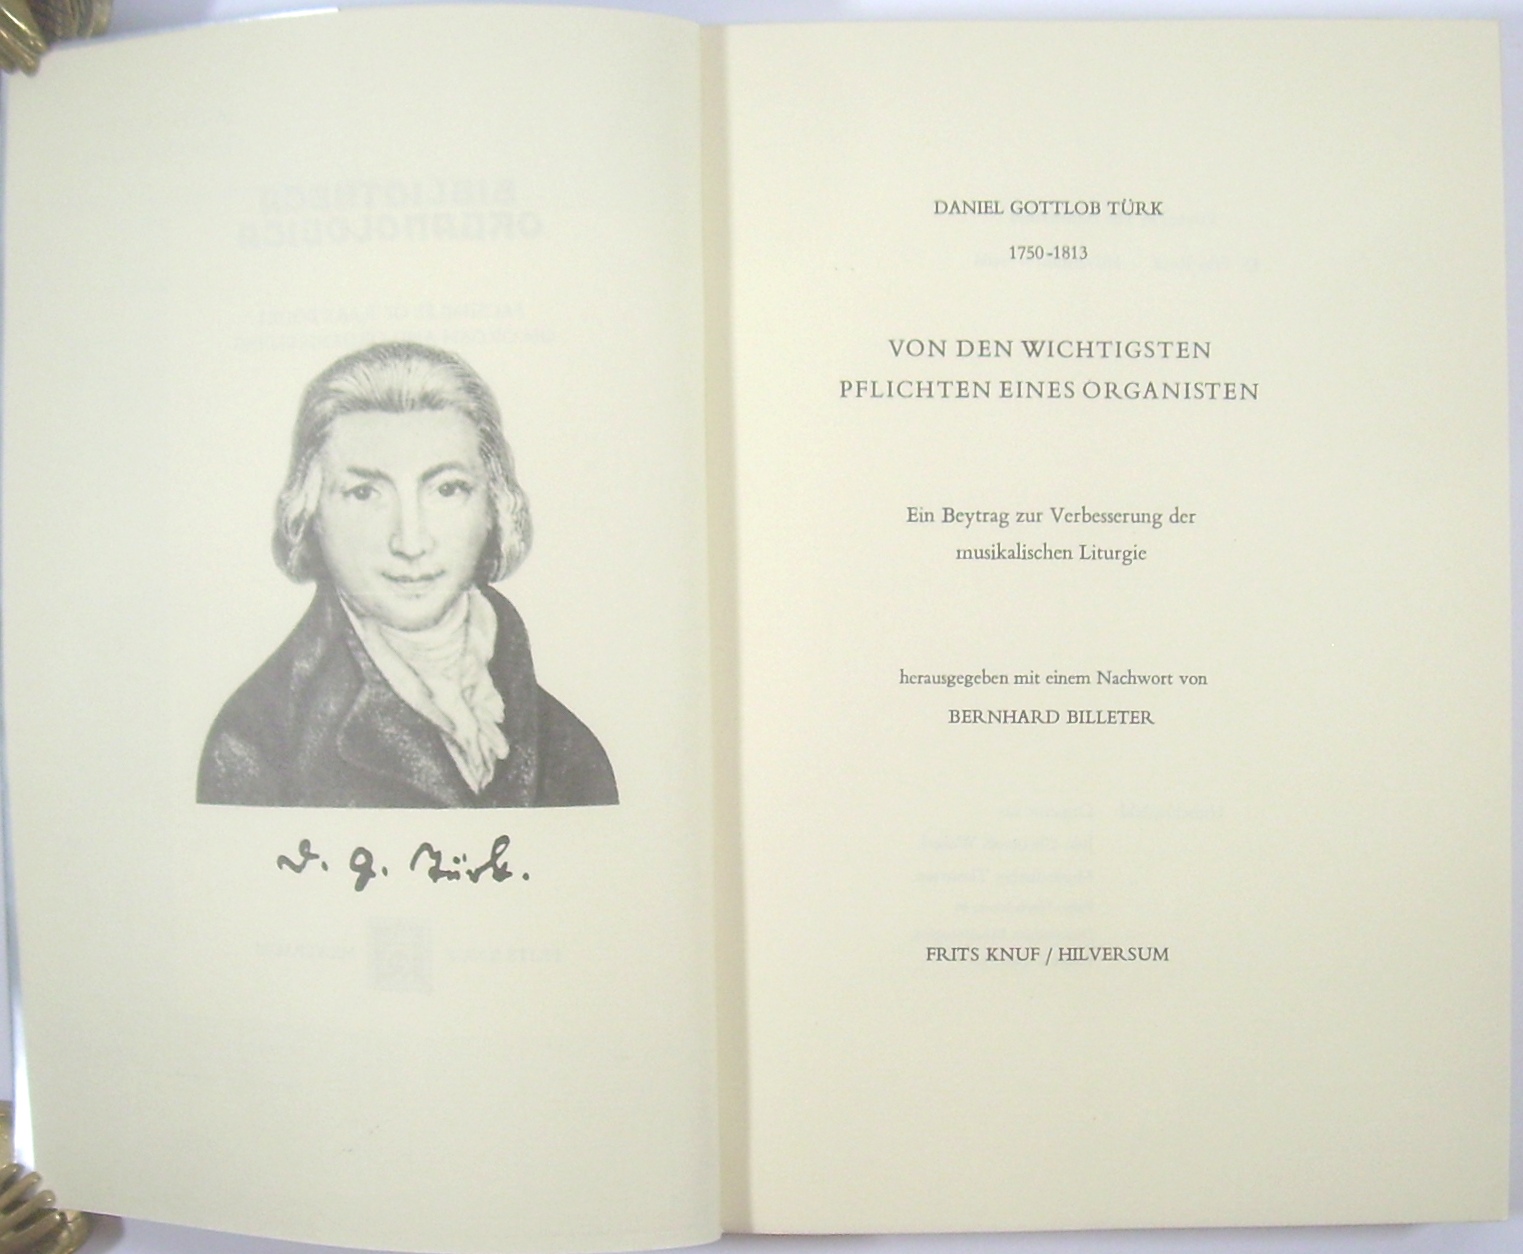 D. G. Türk.
DANIEL GOTTLOB TÜRK
1750-1813
VON DEN WICHTIGSTEN
PFLICHTEN EINES ORGANISTEN
Ein Beytrag zur Verbesserung der
musikalischen Liturgie
herausgegeben mit einem Nachwort von
BERNHARD BILLETER
FRITS KNUF / HILVERSUM